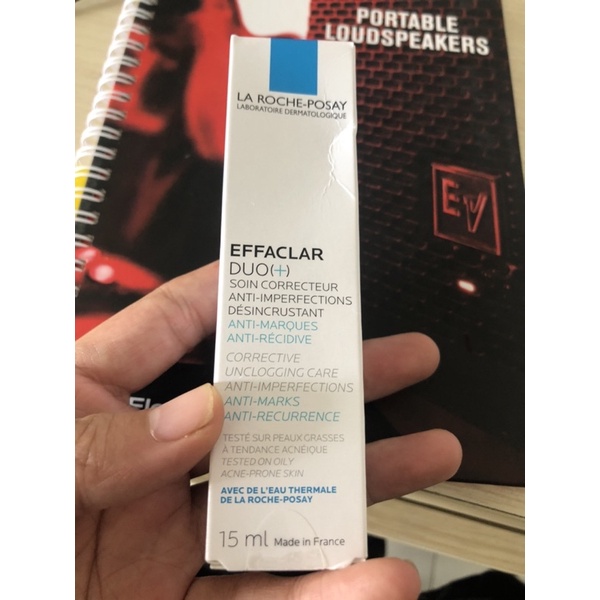 PORTABLE
LOUDSPEAKERS
EV
LA ROCHE-POSAY
LABORATOIRE DERMATOLOGIQUE
EFFACLAR
DUO(+)
SOIN CORRECTEUR
ANTI-IMPERFECTIONS
DÉSINCRUSTANT
ANTI-MARQUES
ANTI-RÉCIDIVE
CORRECTIVE
UNCLOGGING CARE
ANTI-IMPERFECTIONS
ANTI-MARKS
ANTI-RECURRENCE
TESTÉ SUR PEAUX GRASSES
À TENDANCE ACNÉIQUE
TESTED ON OILY
ACNE-PRONE SKIN
AVEC DE L'EAU THERMALE
DE LA ROCHE-POSAY
15 ml Made in France